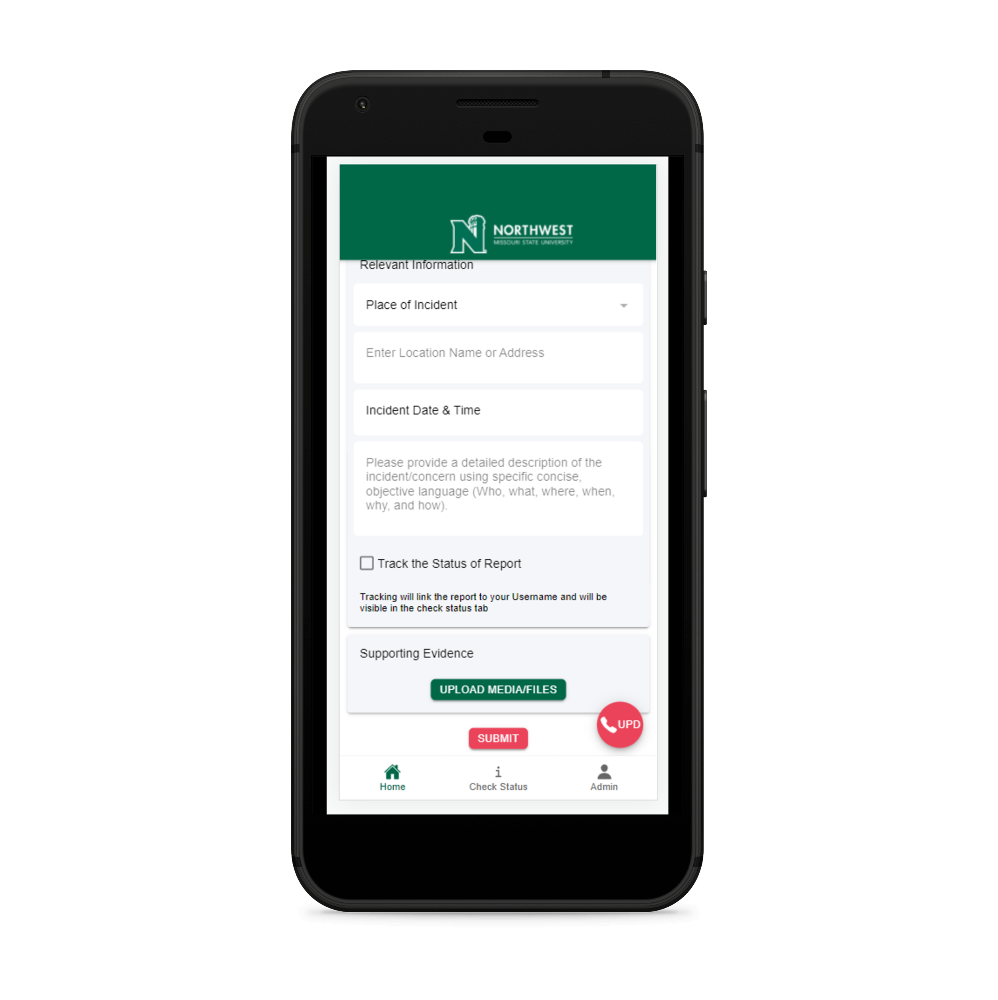 NORTHWEST
MISSOURI STATE UNIVERSITY
Relevant Information
Place of Incident
Enter Location Name or Address
Incident Date & Time
Please provide a detailed description of the
incident/concern using specific concise,
objective language (Who, what, where, when,
why, and how).
Track the Status of Report
Tracking will link the report to your Username and will be
visible in the check status tab
Supporting Evidence
UPLOAD MEDIA/FILES
UPD
SUBMIT
Home
Check Status
Admin